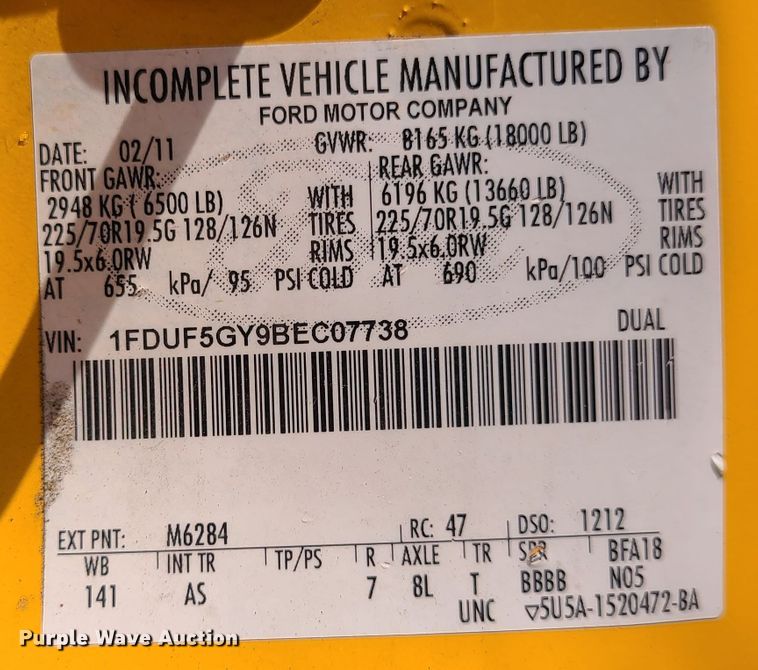 INCOMPLETE VEHICLE MANUFACTURED BY
FORD MOTOR COMPANY
DATE: 02/11 GVWR: 8165 KG (18000 LB)
FRONT GAWR: REAR GAWR:
2948 KG ( 6500 LB) WITH 6196 KG (13660 LB) WITH
225/70R19.5G 128/126N TIRES 225/70R19.5G 128/126N TIRES
19.5x6.0RW RIMS 19.5x6.0RW RIMS
AT 655 kPa/ 95 PSI COLD AT 690 kPa/100 PSI COLD
VIN: 1FDUF5GY9BEC07738 DUAL
EXT PNT: M6284 RC: 47 DSO: 1212
WB INT TR TP/PS R AXLE TR SPR BFA18
141 AS 7 8L T BBBB N05
UNC ▽5U5A-1520472-BA
Purple Wave Auction